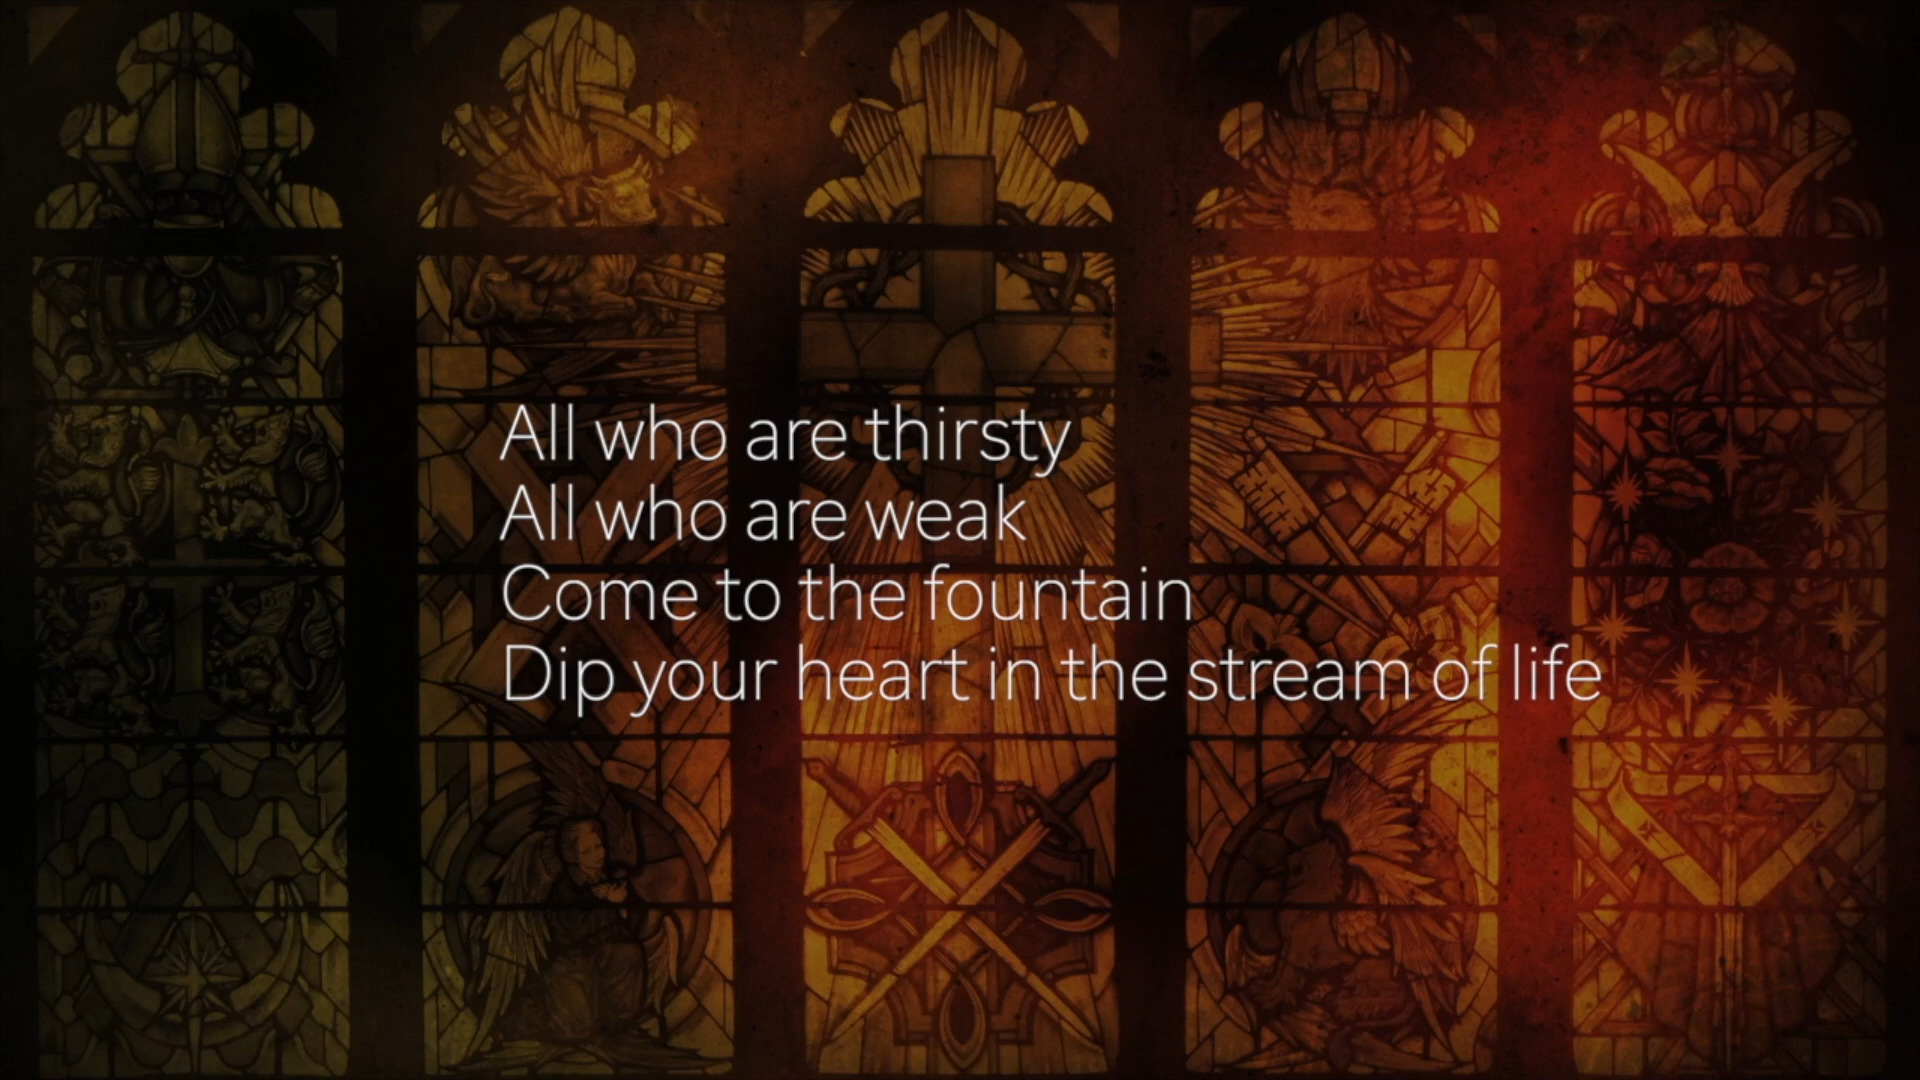 All who are thirsty
All who are weak
Come to the fountain
Dip your heart in the stream of life